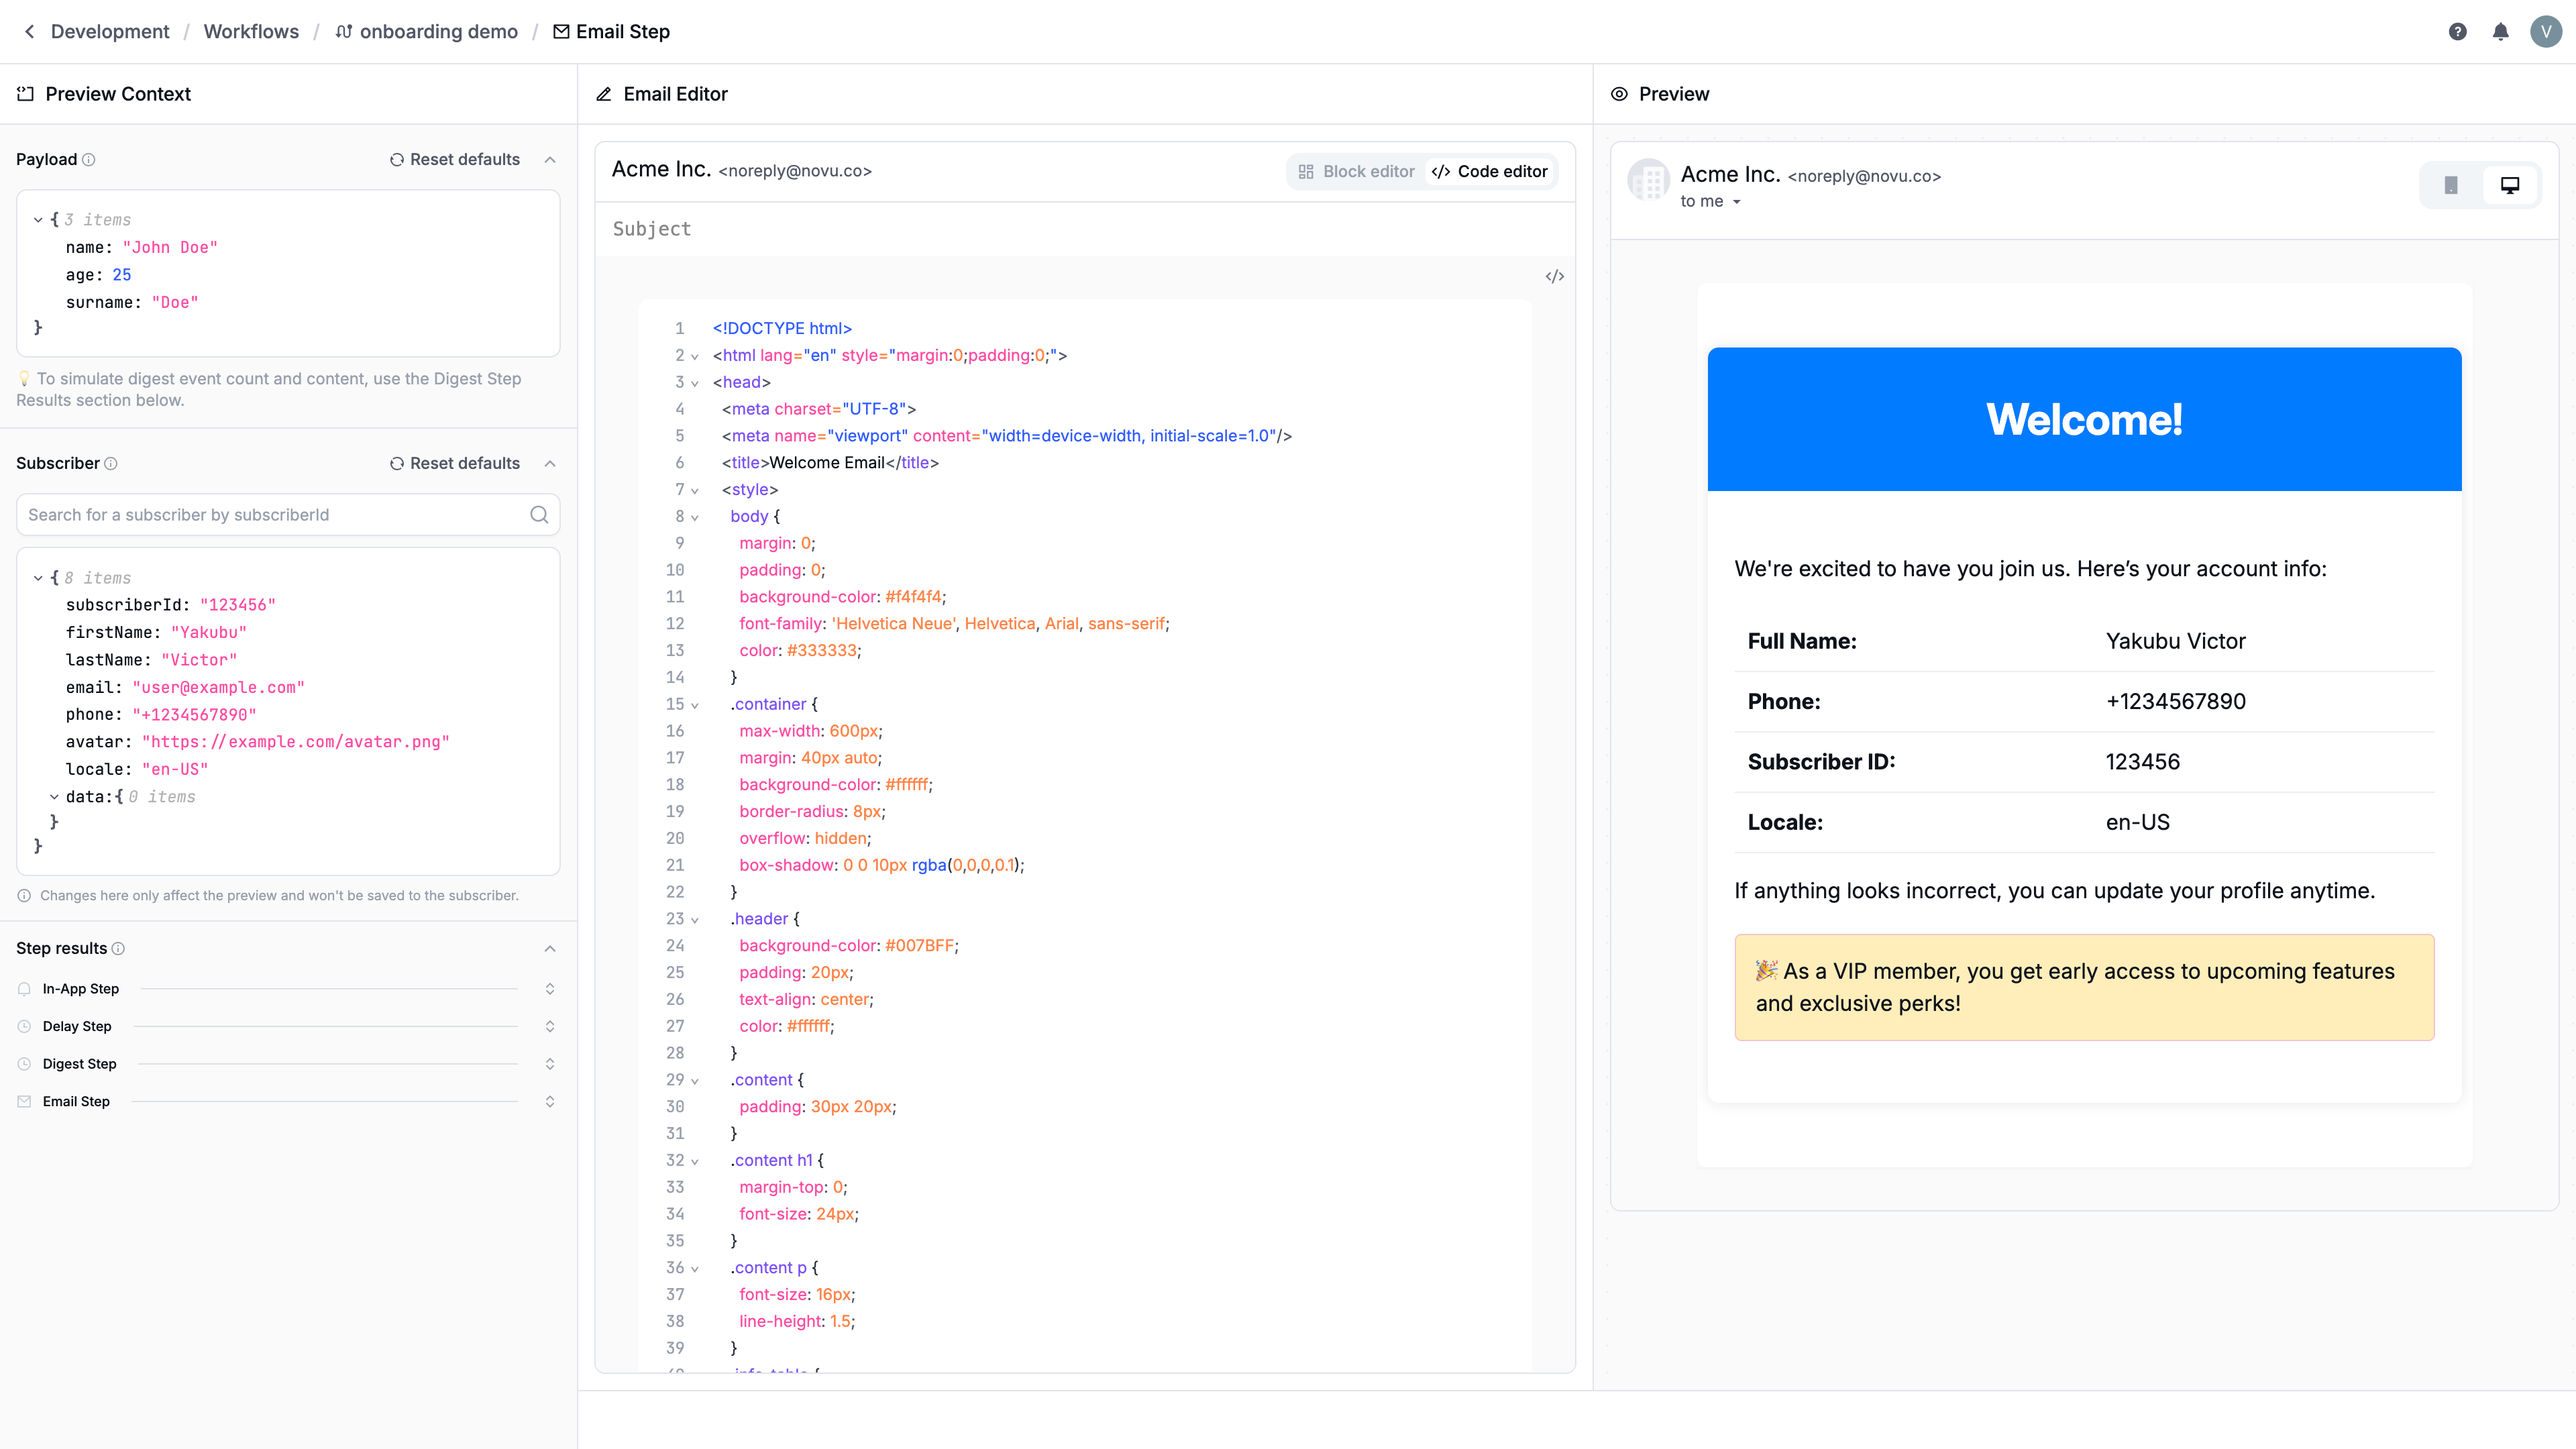 Development / Workflows / onboarding demo / Email Step
V
Preview Context
Payload
Reset defaults
{ 3 items
name: "John Doe"
age: 25
surname: "Doe"
}
💡 To simulate digest event count and content, use the Digest Step
Results section below.
Subscriber
Reset defaults
Search for a subscriber by subscriberId
{ 8 items
subscriberId: "123456"
firstName: "Yakubu"
lastName: "Victor"
email: "user@example.com"
phone: "+1234567890"
avatar: "https://example.com/avatar.png"
locale: "en-US"
data:{ 0 items
}
}
Changes here only affect the preview and won't be saved to the subscriber.
Step results
In-App Step
Delay Step
Digest Step
Email Step
Email Editor
Acme Inc. <noreply@novu.co>
Block editor
</> Code editor
Subject
</>
1 <!DOCTYPE html>
2 <html lang="en" style="margin:0;padding:0;">
3 <head>
4 <meta charset="UTF-8">
5 <meta name="viewport" content="width=device-width, initial-scale=1.0"/>
6 <title>Welcome Email</title>
7 <style>
8 body {
9 margin: 0;
10 padding: 0;
11 background-color: #f4f4f4;
12 font-family: 'Helvetica Neue', Helvetica, Arial, sans-serif;
13 color: #333333;
14 }
15 .container {
16 max-width: 600px;
17 margin: 40px auto;
18 background-color: #ffffff;
19 border-radius: 8px;
20 overflow: hidden;
21 box-shadow: 0 0 10px rgba(0,0,0,0.1);
22 }
23 .header {
24 background-color: #007BFF;
25 padding: 20px;
26 text-align: center;
27 color: #ffffff;
28 }
29 .content {
30 padding: 30px 20px;
31 }
32 .content h1 {
33 margin-top: 0;
34 font-size: 24px;
35 }
36 .content p {
37 font-size: 16px;
38 line-height: 1.5;
39 }
Preview
Acme Inc. <noreply@novu.co>
to me
Welcome!
We're excited to have you join us. Here’s your account info:
Full Name: Yakubu Victor
Phone: +1234567890
Subscriber ID: 123456
Locale: en-US
If anything looks incorrect, you can update your profile anytime.
🎉 As a VIP member, you get early access to upcoming features
and exclusive perks!